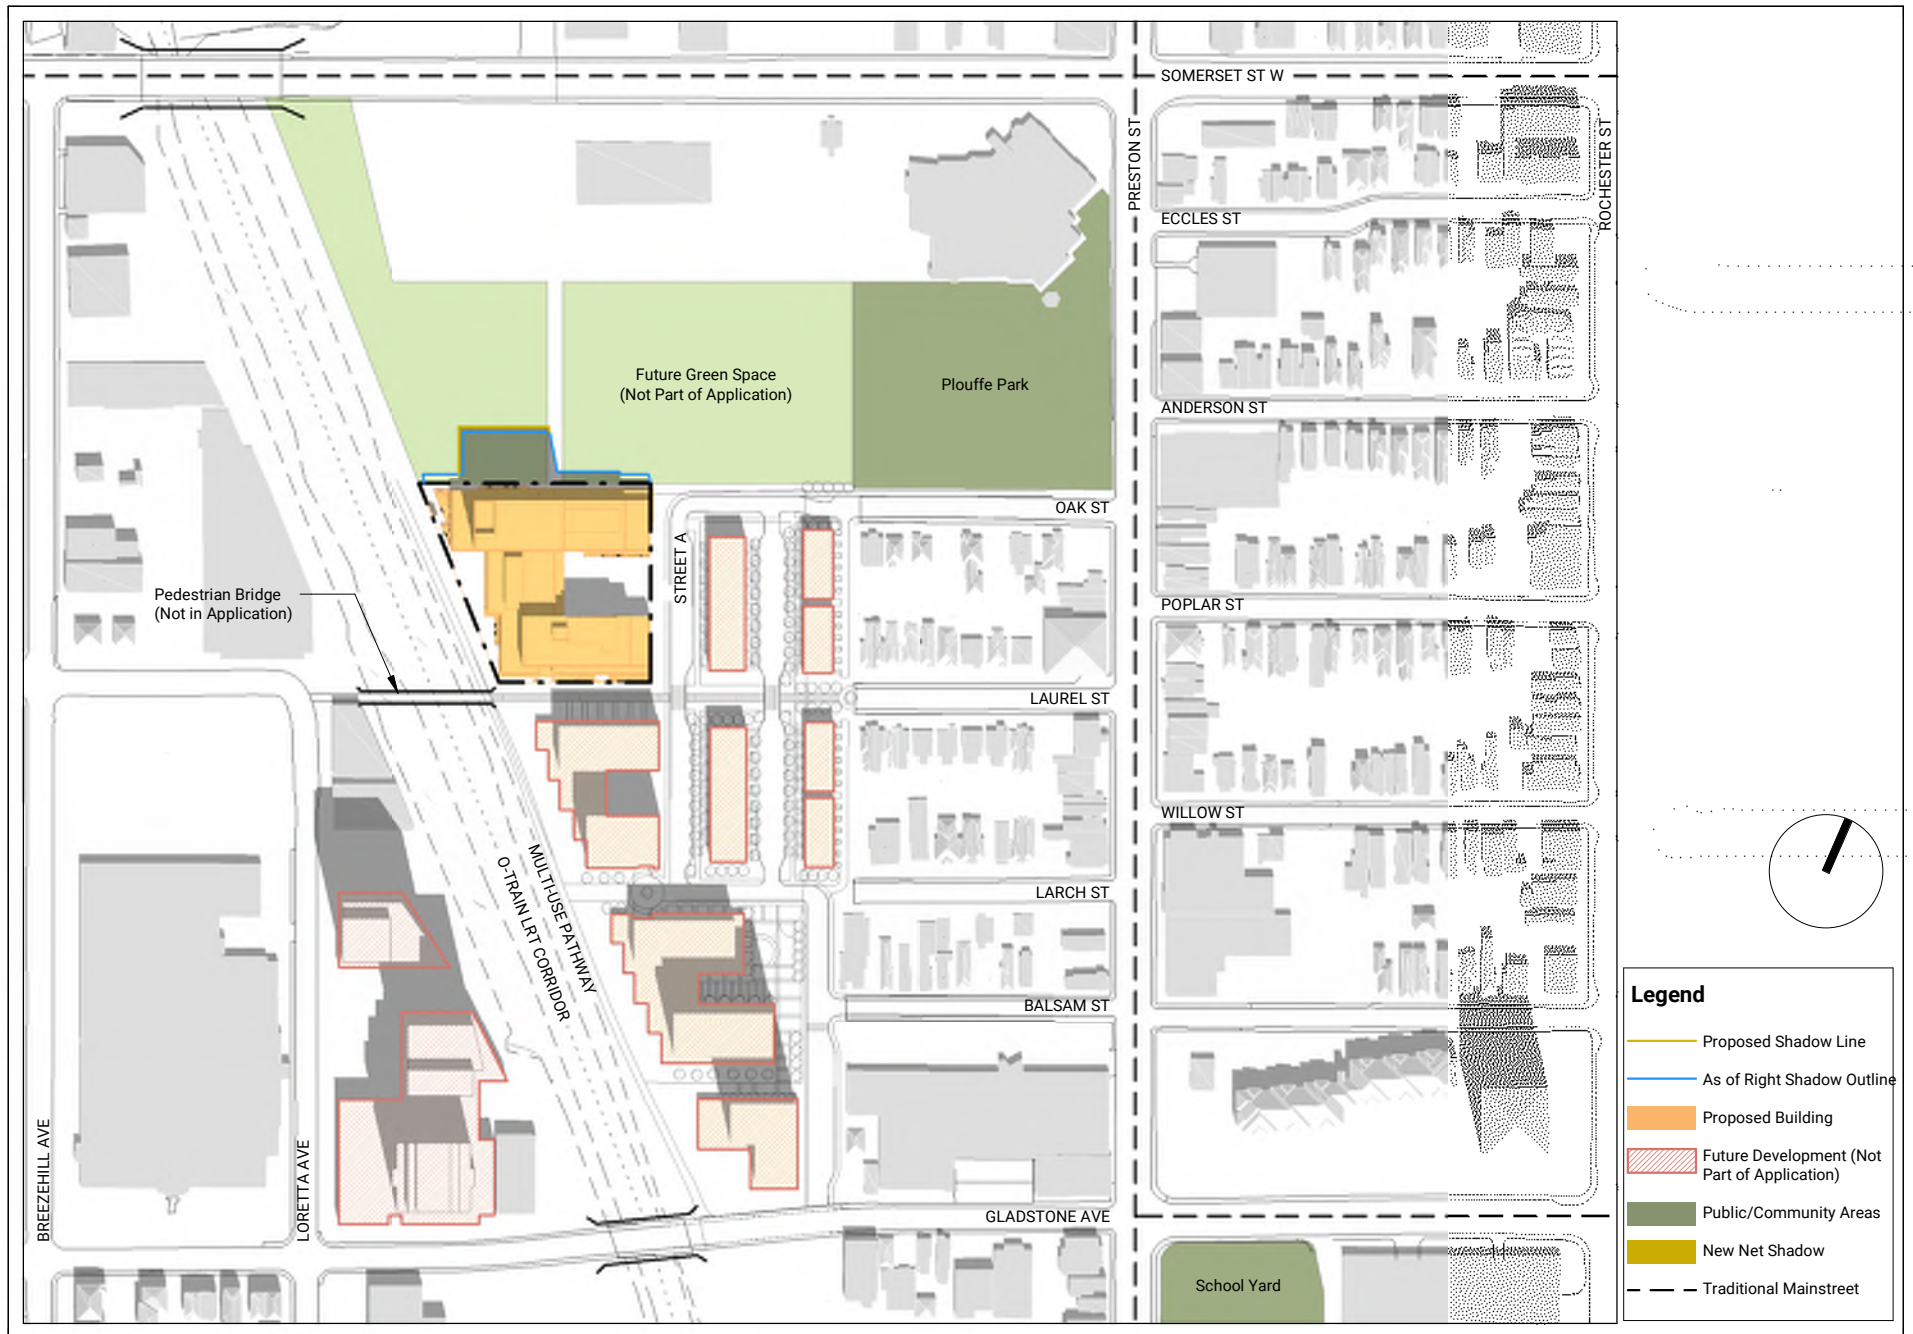 SOMERSET ST W
PRESTON ST
ROCHESTER ST
ECCLES ST
Future Green Space
(Not Part of Application)
Plouffe Park
ANDERSON ST
OAK ST
STREET A
Pedestrian Bridge
(Not in Application)
POPLAR ST
LAUREL ST
WILLOW ST
MULTI-USE PATHWAY
O-TRAIN LRT CORRIDOR
LARCH ST
BALSAM ST
BREEZEHILL AVE
LORETTA AVE
GLADSTONE AVE
School Yard
Legend
Proposed Shadow Line
As of Right Shadow Outline
Proposed Building
Future Development (Not
Part of Application)
Public/Community Areas
New Net Shadow
Traditional Mainstreet